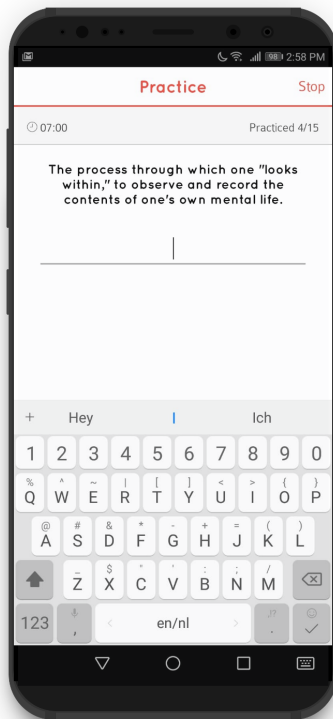 98 2:58 PM
Practice Stop
07:00 Practiced 4/15
The process through which one "looks
within," to observe and record the
contents of one's own mental life.
+ Hey I Ich
1 2 3 4 5 6 7 8 9 0
% ^ ~ | [ ] < > { }
Q W E R T Y U I O P
@ # & * - + = ( )
A S D F G H J K L
_ $ " ' : ; /
Z X C V B N M
!?
123 , < en/nl > .